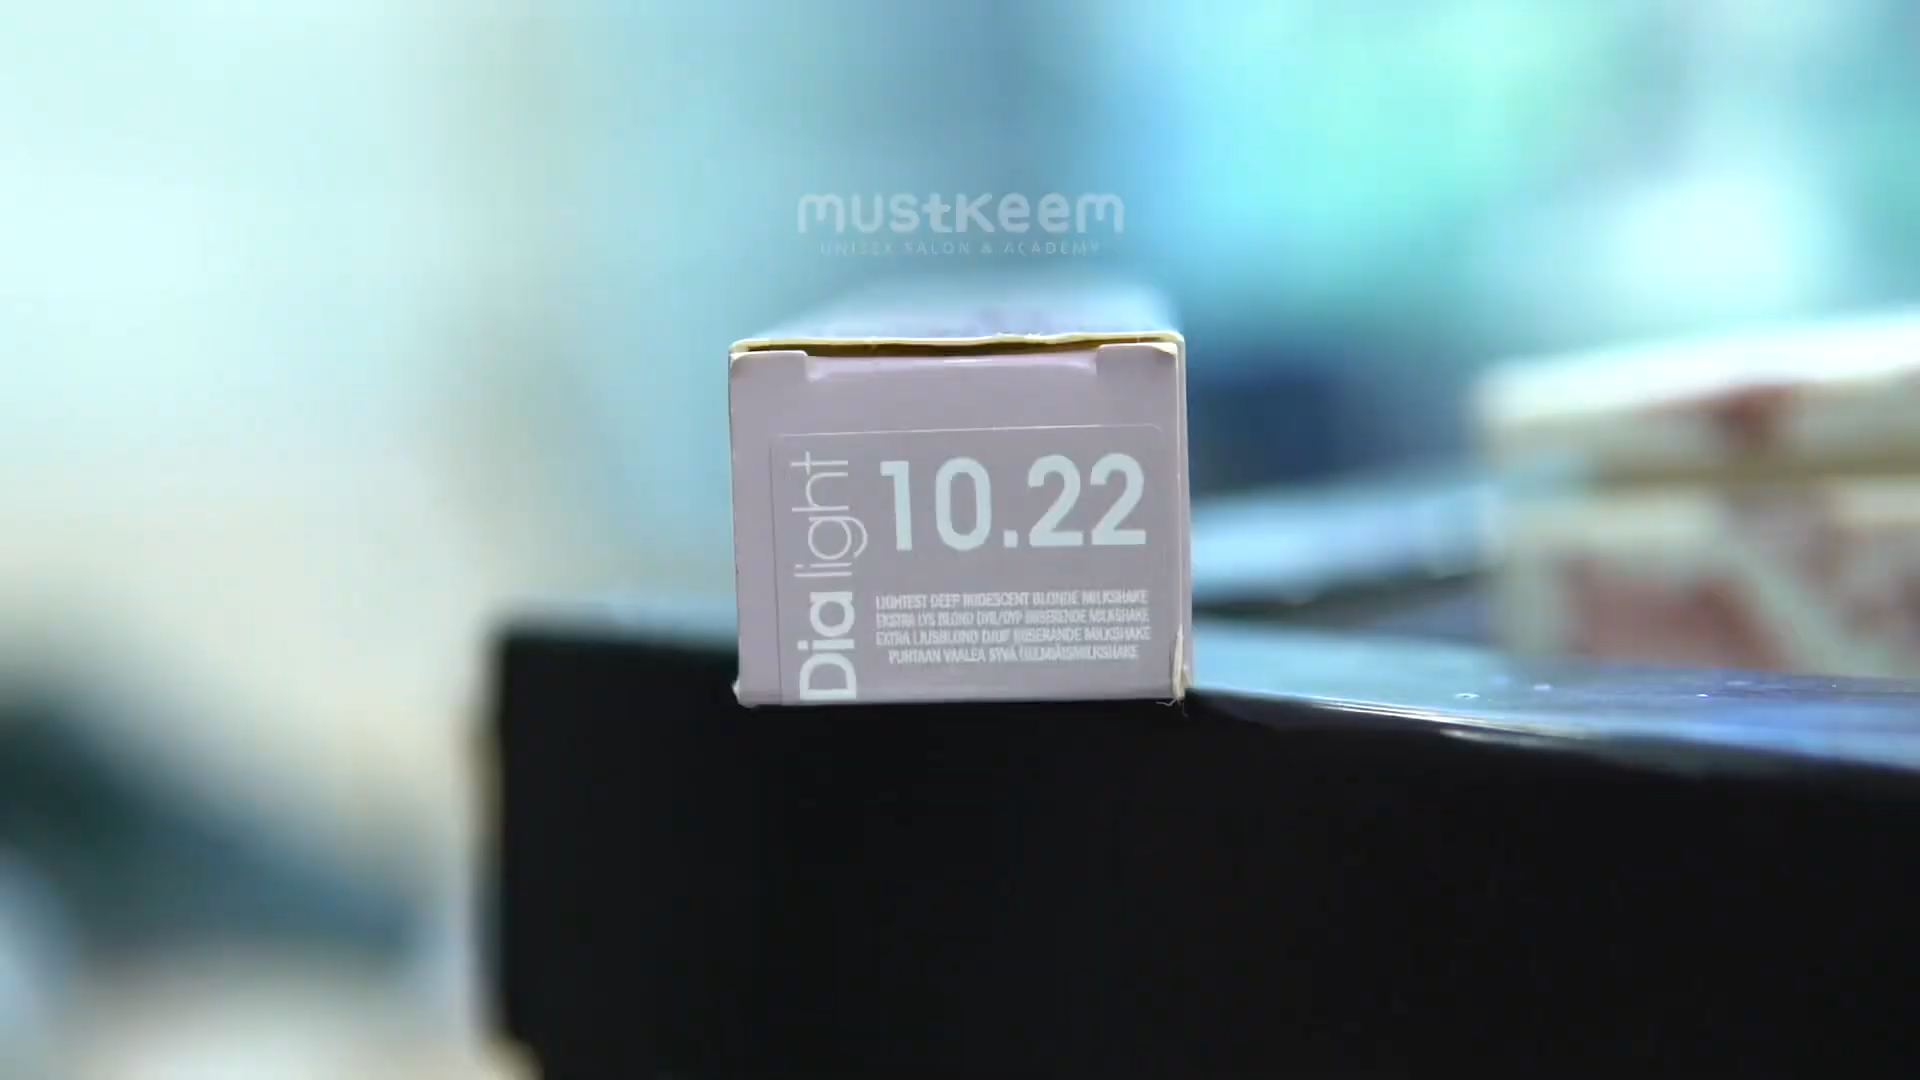 mustkeem
UNISEX SALON & ACADEMY
Dia light
10.22
LIGHTEST DEEP IRIDESCENT BLONDE MILKSHAKE
EKSTRA LYS BLOND DYB/DYP IRISERENDE MILKSHAKE
EXTRA LJUSBLOND DJUP IRISERANDE MILKSHAKE
PUHTAAN VAALEA SYVÄ HELMIÄISMILKSHAKE